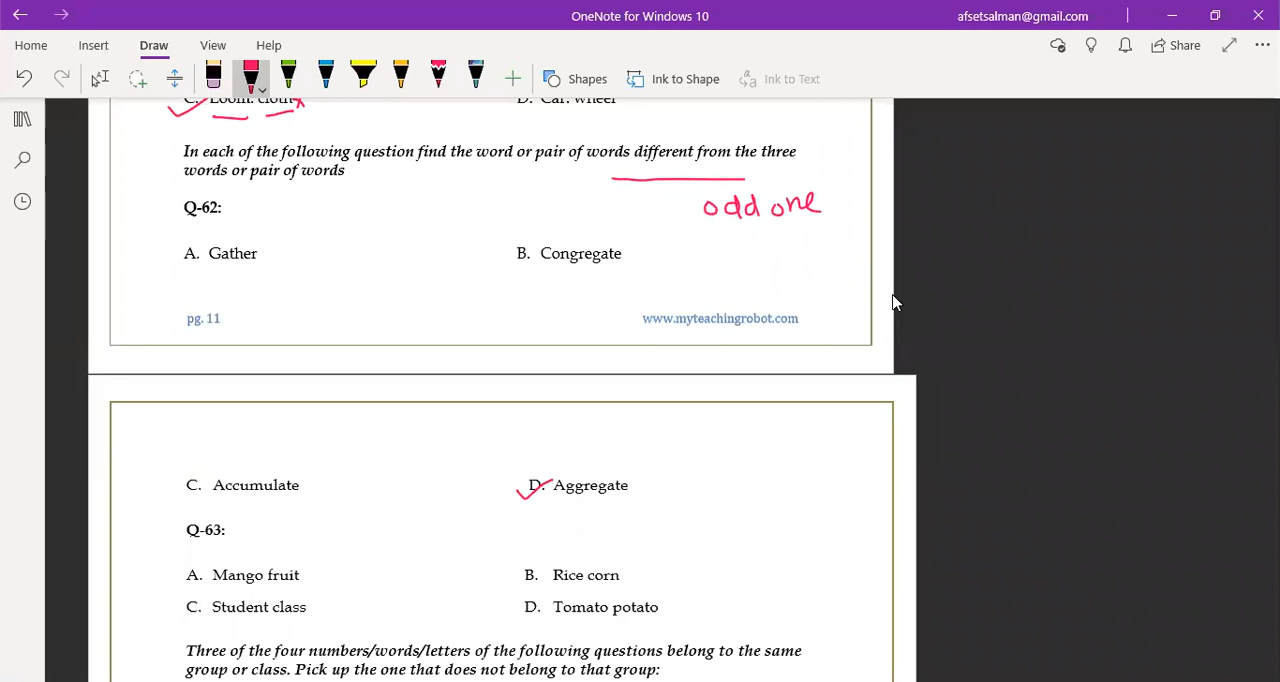 OneNote for Windows 10
afsetsalman@gmail.com
Home Insert Draw View Help
Share
Shapes Ink to Shape Ink to Text
C. Loom: cloth D. Car: wheel
In each of the following question find the word or pair of words different from the three
words or pair of words
Q-62:
odd one
A. Gather B. Congregate
pg. 11 www.myteachingrobot.com
C. Accumulate D. Aggregate
Q-63:
A. Mango fruit B. Rice corn
C. Student class D. Tomato potato
Three of the four numbers/words/letters of the following questions belong to the same
group or class. Pick up the one that does not belong to that group: